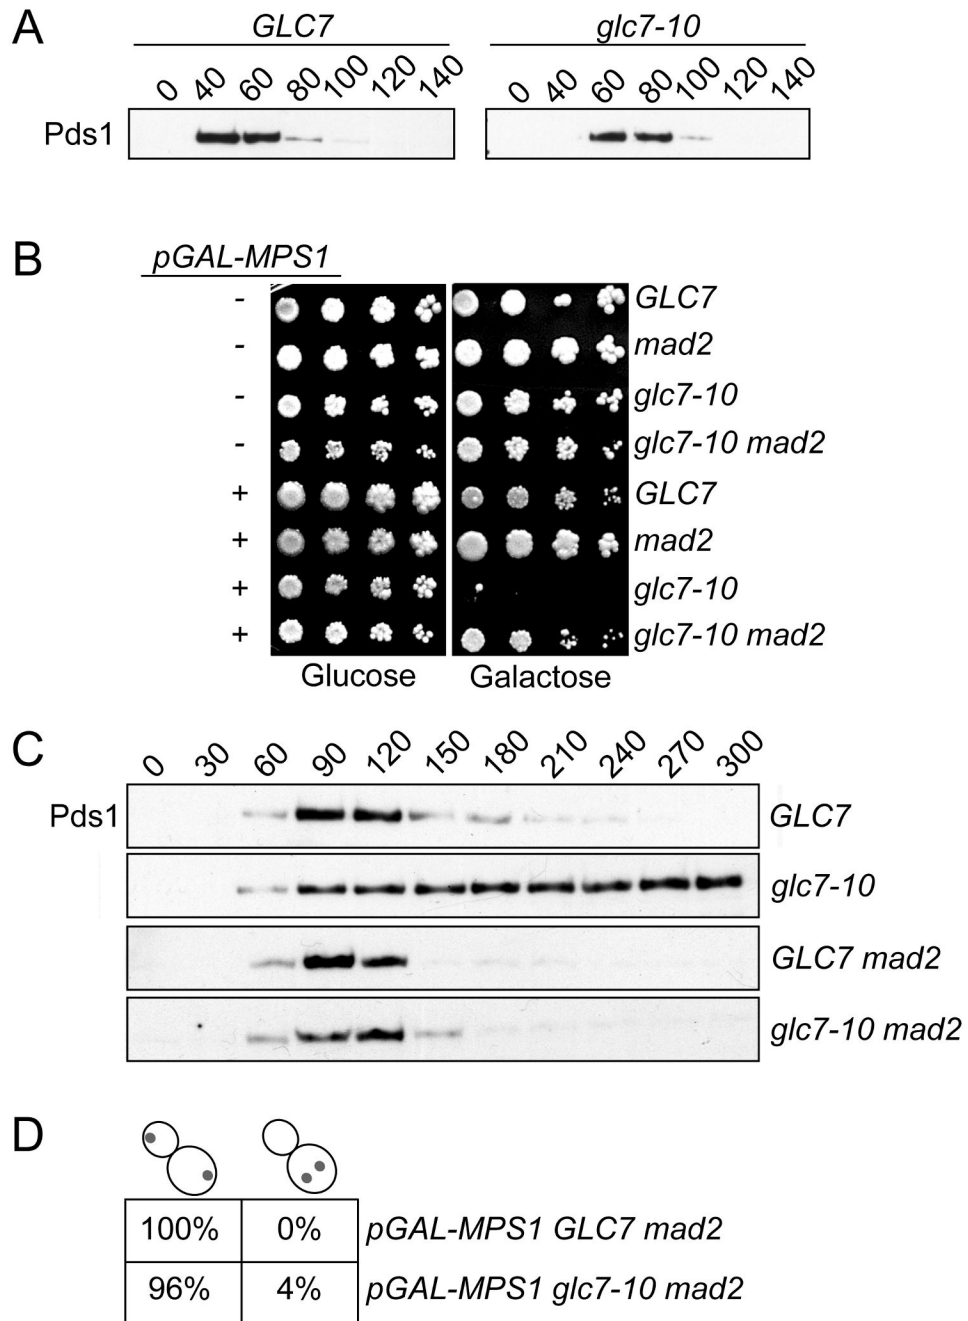 A
GLC7 glc7-10
0 40 60 80 100 120 140 0 40 60 80 100 120 140
Pds1
B
pGAL-MPS1
- GLC7
- mad2
- glc7-10
- glc7-10 mad2
+ GLC7
+ mad2
+ glc7-10
+ glc7-10 mad2
Glucose Galactose
C
0 30 60 90 120 150 180 210 240 270 300
Pds1 GLC7
glc7-10
GLC7 mad2
glc7-10 mad2
D
100% 0% pGAL-MPS1 GLC7 mad2
96% 4% pGAL-MPS1 glc7-10 mad2